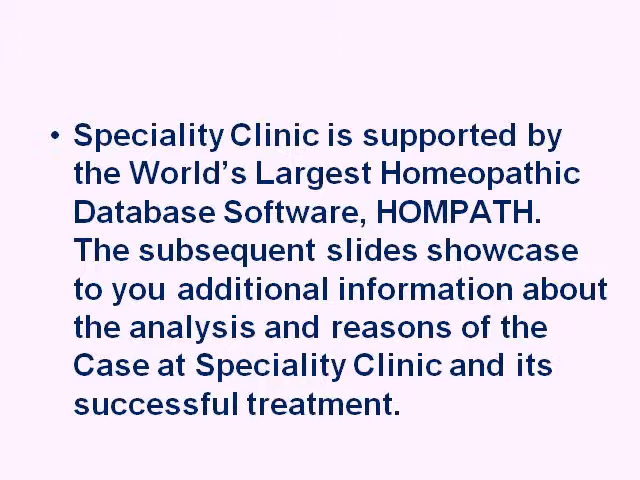 • Speciality Clinic is supported by
the World’s Largest Homeopathic
Database Software, HOMPATH.
The subsequent slides showcase
to you additional information about
the analysis and reasons of the
Case at Speciality Clinic and its
successful treatment.